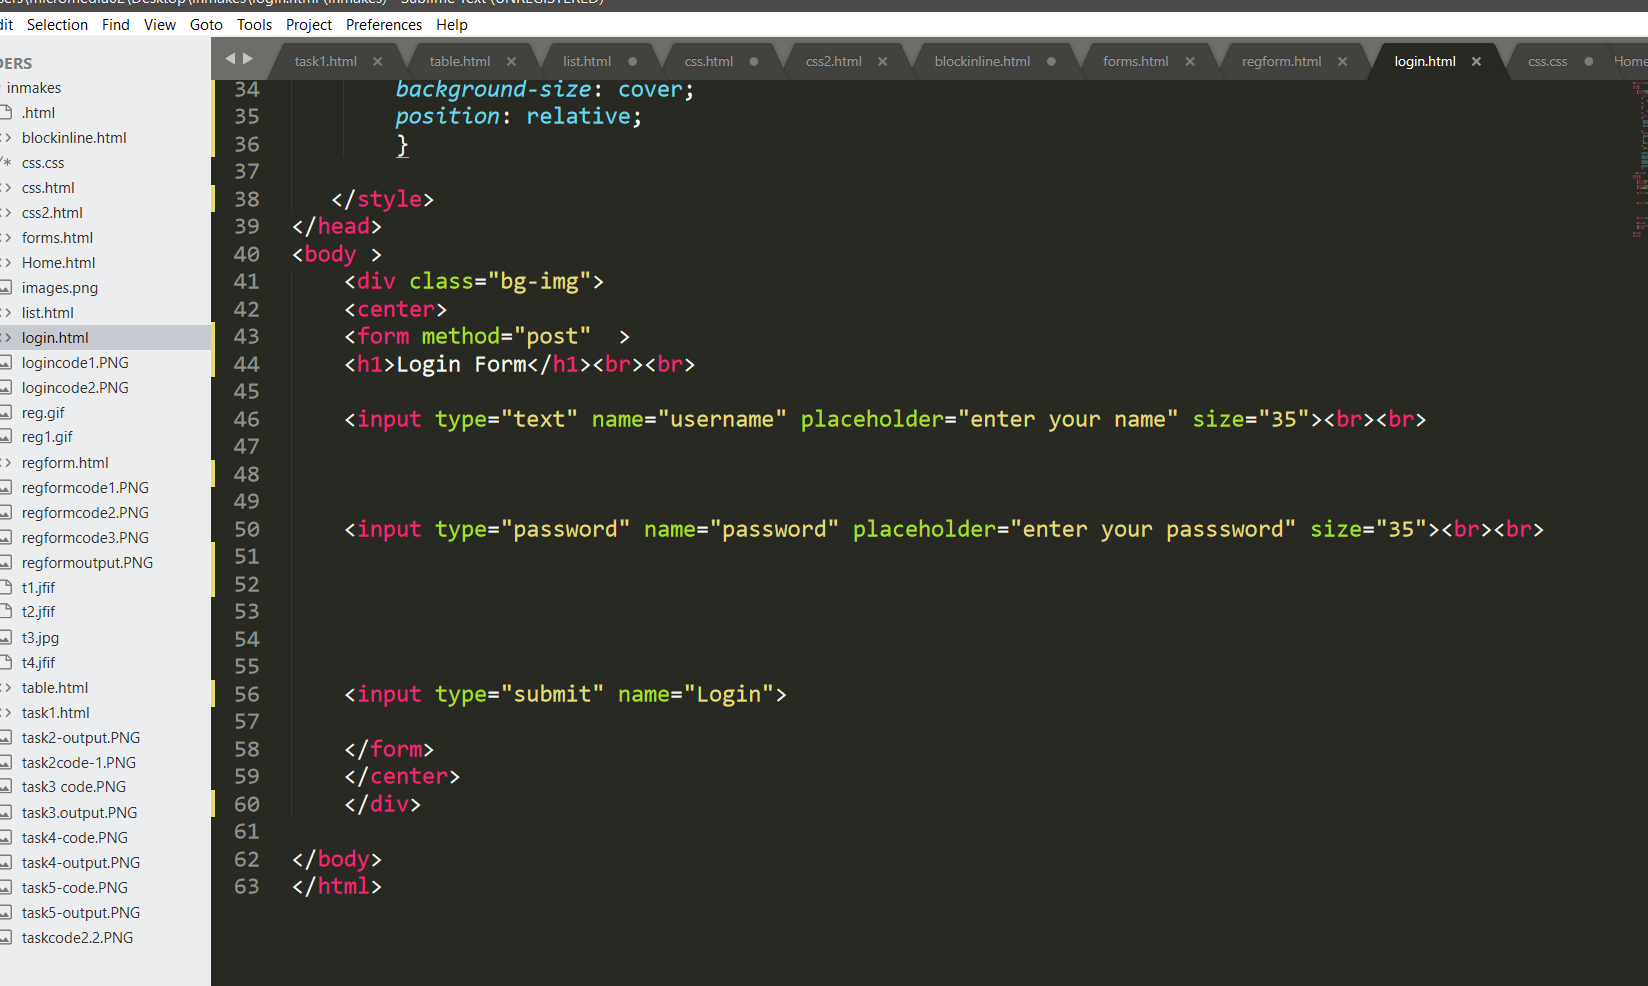 sers\micromedia02\Desktop\inmakes\login.html (inmakes) - Sublime Text (UNREGISTERED)
dit Selection Find View Goto Tools Project Preferences Help
DERS
inmakes
.html
blockinline.html
css.css
css.html
css2.html
forms.html
Home.html
images.png
list.html
login.html
logincode1.PNG
logincode2.PNG
reg.gif
reg1.gif
regform.html
regformcode1.PNG
regformcode2.PNG
regformcode3.PNG
regformoutput.PNG
t1.jfif
t2.jfif
t3.jpg
t4.jfif
table.html
task1.html
task2-output.PNG
task2code-1.PNG
task3 code.PNG
task3.output.PNG
task4-code.PNG
task4-output.PNG
task5-code.PNG
task5-output.PNG
taskcode2.2.PNG
task1.html table.html list.html css.html css2.html blockinline.html forms.html regform.html login.html css.css Home
34 background-size: cover;
35 position: relative;
36 }
37
38 </style>
39 </head>
40 <body >
41 <div class="bg-img">
42 <center>
43 <form method="post"  >
44 <h1>Login Form</h1><br><br>
45
46 <input type="text" name="username" placeholder="enter your name" size="35"><br><br>
47
48
49
50 <input type="password" name="password" placeholder="enter your passsword" size="35"><br><br>
51
52
53
54
55
56 <input type="submit" name="Login">
57
58 </form>
59 </center>
60 </div>
61
62 </body>
63 </html>